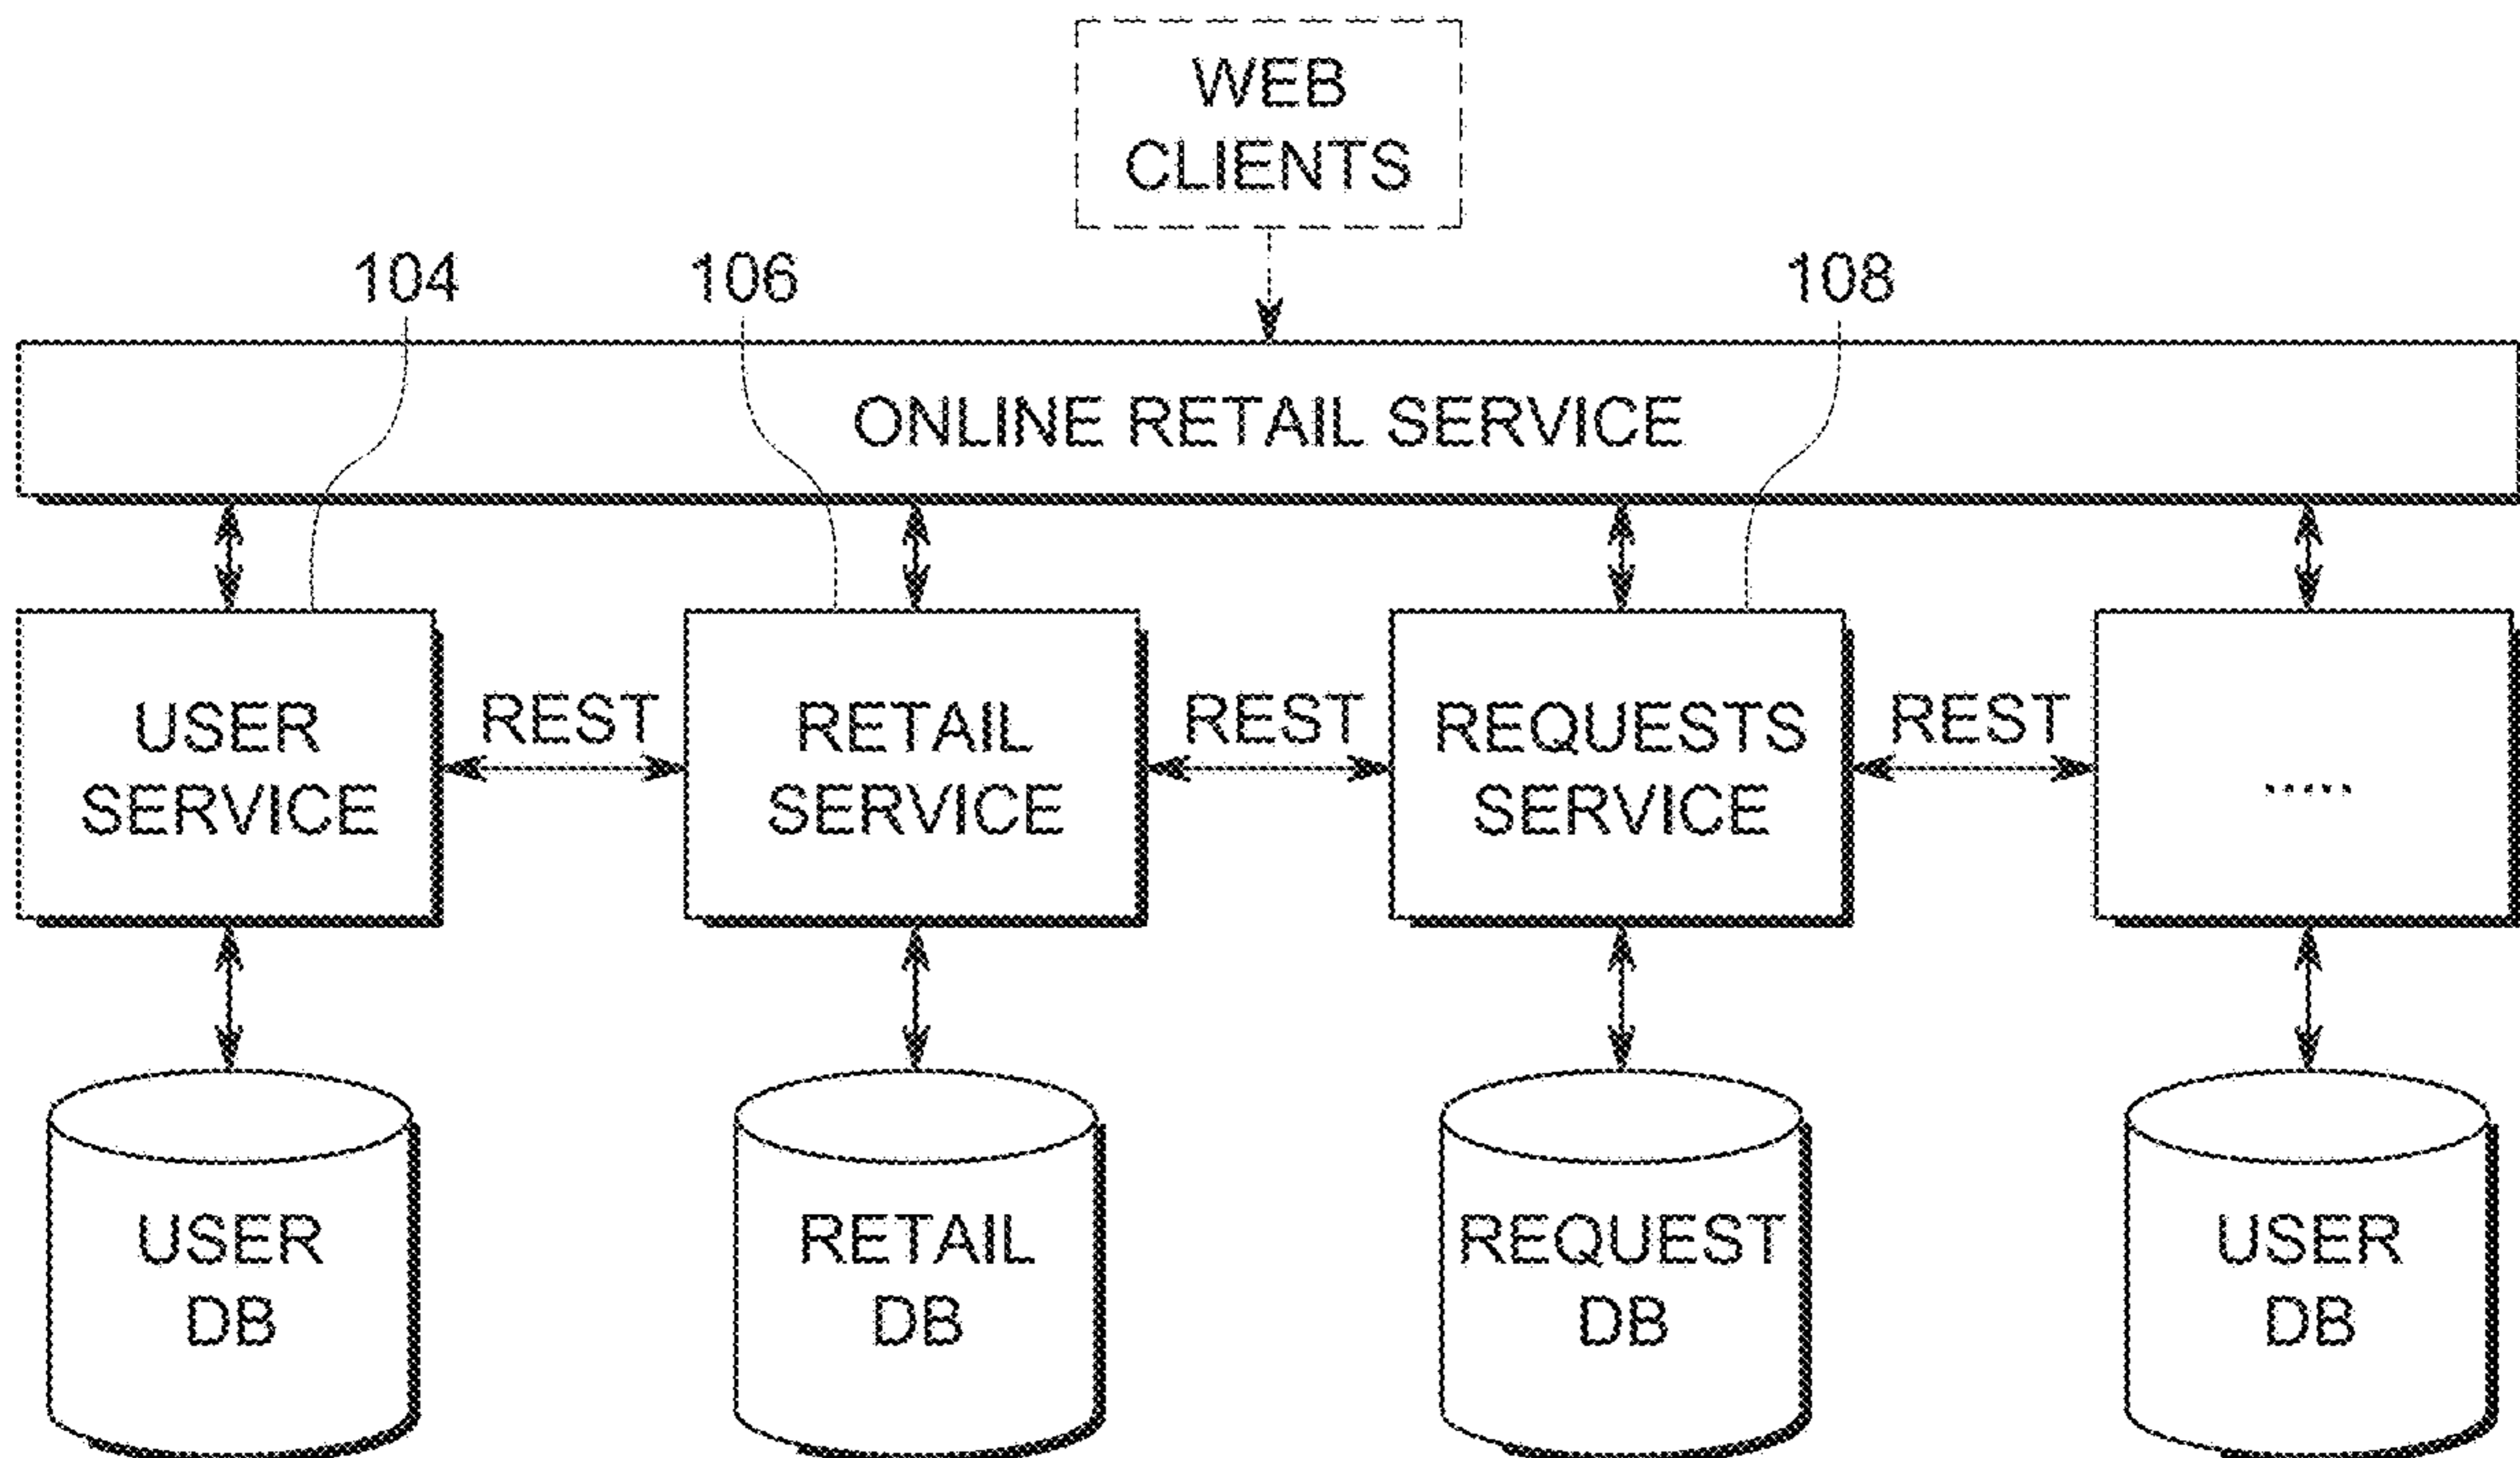 WEB
CLIENTS
104
106
108
ONLINE RETAIL SERVICE
USER
SERVICE
REST
RETAIL
SERVICE
REST
REQUESTS
SERVICE
REST
.....
USER
DB
RETAIL
DB
REQUEST
DB
USER
DB